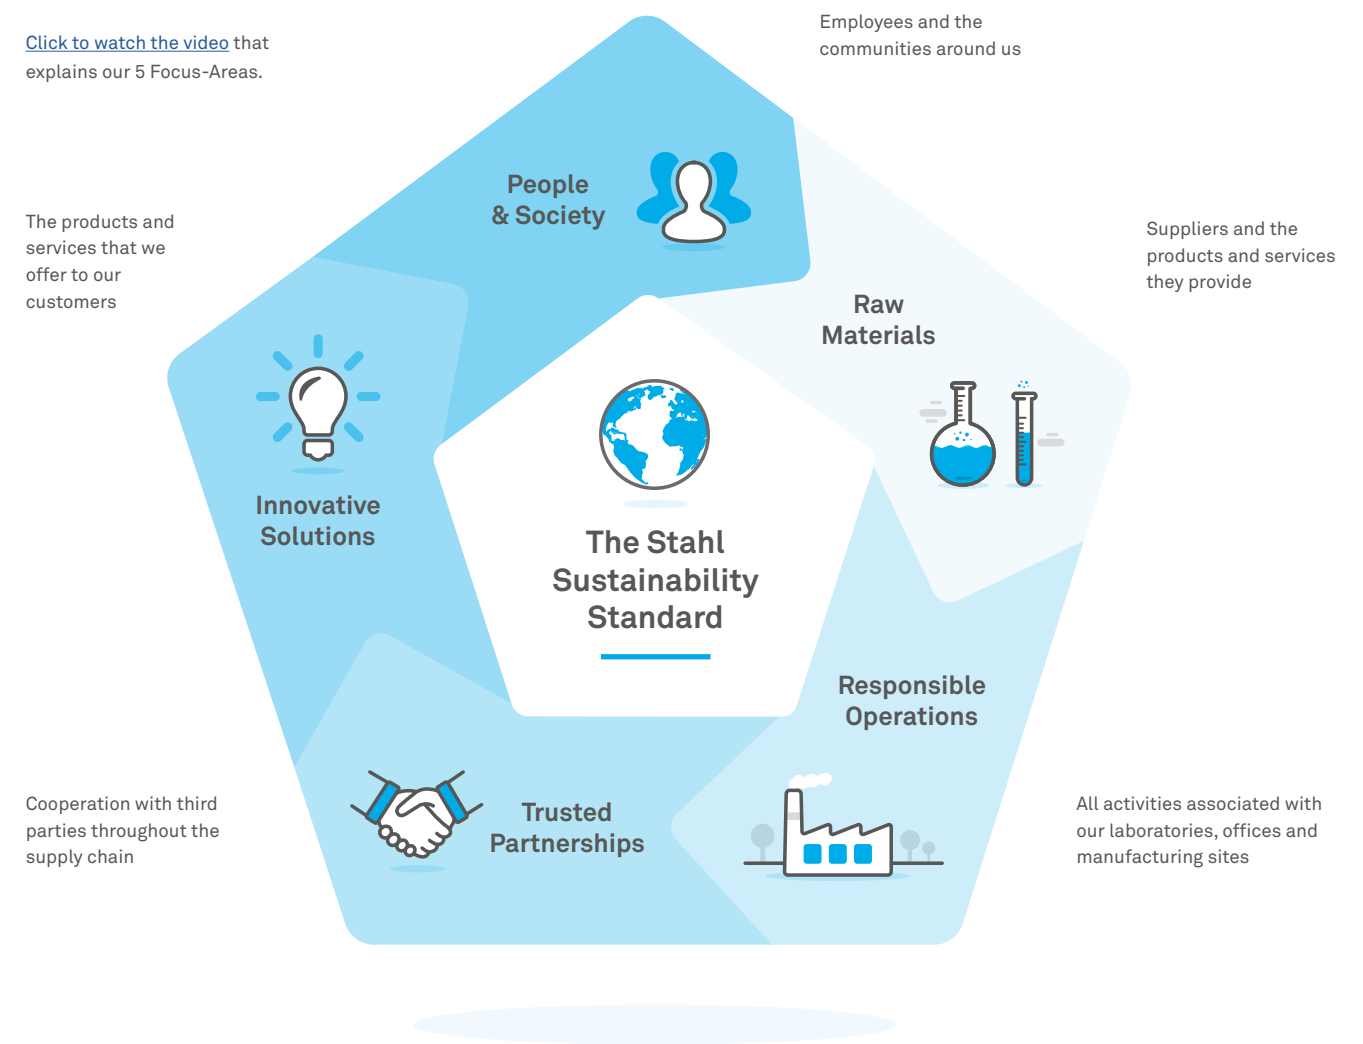 Click to watch the video that
explains our 5 Focus-Areas.
Employees and the
communities around us
People
& Society
The products and
services that we
offer to our
customers
Suppliers and the
products and services
they provide
Raw
Materials
Innovative
Solutions
The Stahl
Sustainability
Standard
Responsible
Operations
Cooperation with third
parties throughout the
supply chain
Trusted
Partnerships
All activities associated with
our laboratories, offices and
manufacturing sites